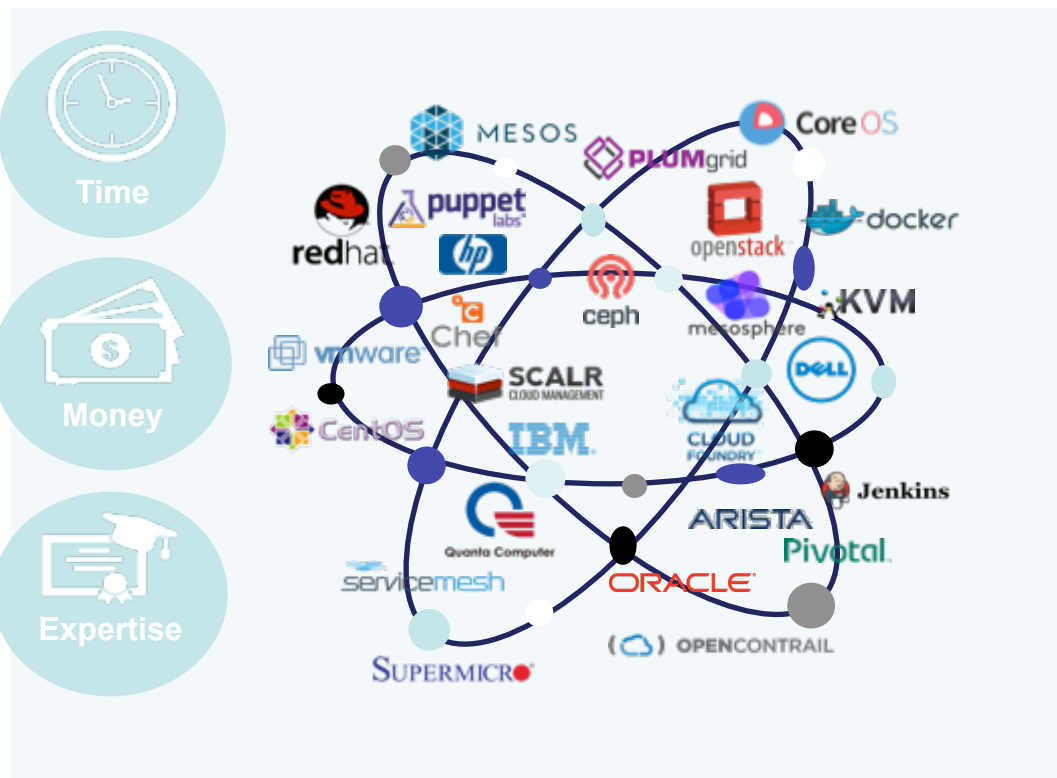 Time
Money
Expertise
MESOS
CoreOS
PLUMgrid
puppet
labs
redhat
hp
openstack
docker
ceph
mesosphere
KVM
Chef
vmware
SCALR
CLOUD MANAGEMENT
DELL
CentOS
IBM
CLOUD
FOUNDRY
Jenkins
Quanta Computer
ARISTA
Pivotal
servicemesh
ORACLE
OPENCONTRAIL
SUPERMICRO